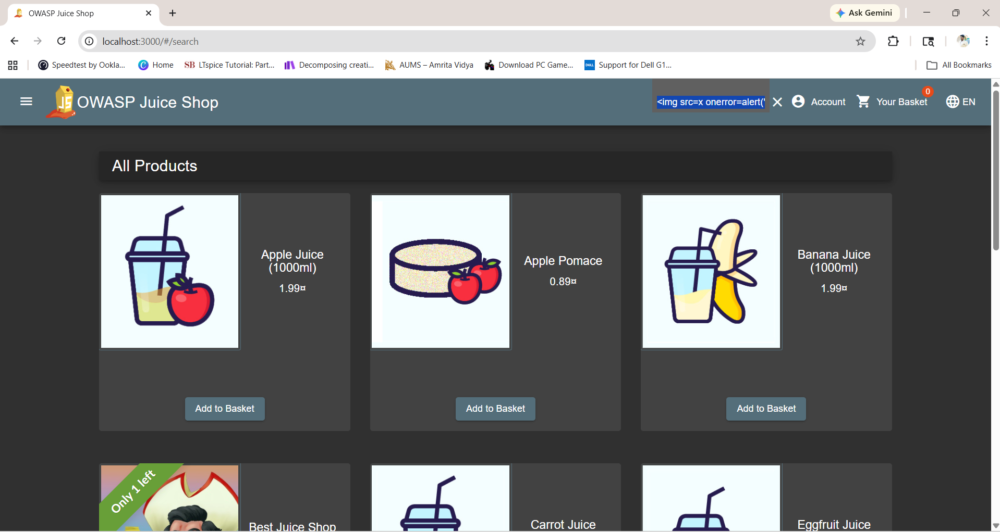 OWASP Juice Shop
Ask Gemini
localhost:3000/#/search
Speedtest by Ookla...
Home
SB LTspice Tutorial: Part...
Decomposing creati...
AUMS – Amrita Vidya
Download PC Game...
DELL Support for Dell G1...
All Bookmarks
JS
OWASP Juice Shop
<img src=x onerror=alert('
Account
Your Basket
0
EN
All Products
Apple Juice
(1000ml)
1.99¤
Add to Basket
Apple Pomace
0.89¤
Add to Basket
Banana Juice
(1000ml)
1.99¤
Add to Basket
Only 1 left
Best Juice Shop
Carrot Juice
Eggfruit Juice